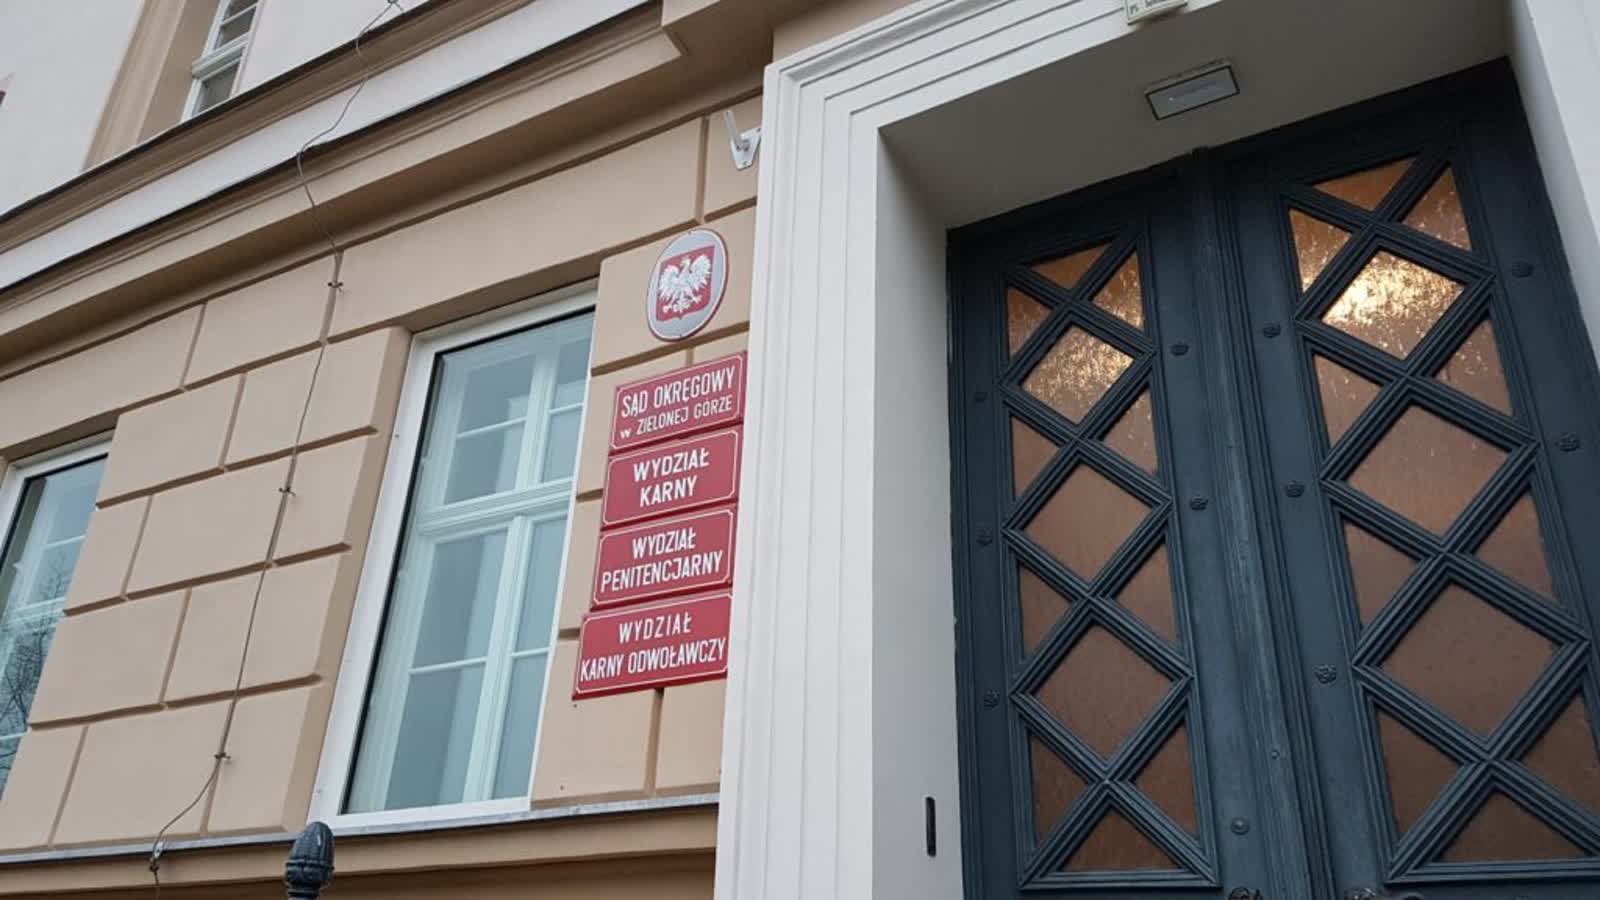 SĄD OKRĘGOWY
w ZIELONEJ GÓRZE
WYDZIAŁ
KARNY
WYDZIAŁ
PENITENCJARNY
WYDZIAŁ
KARNY ODWOŁAWCZY